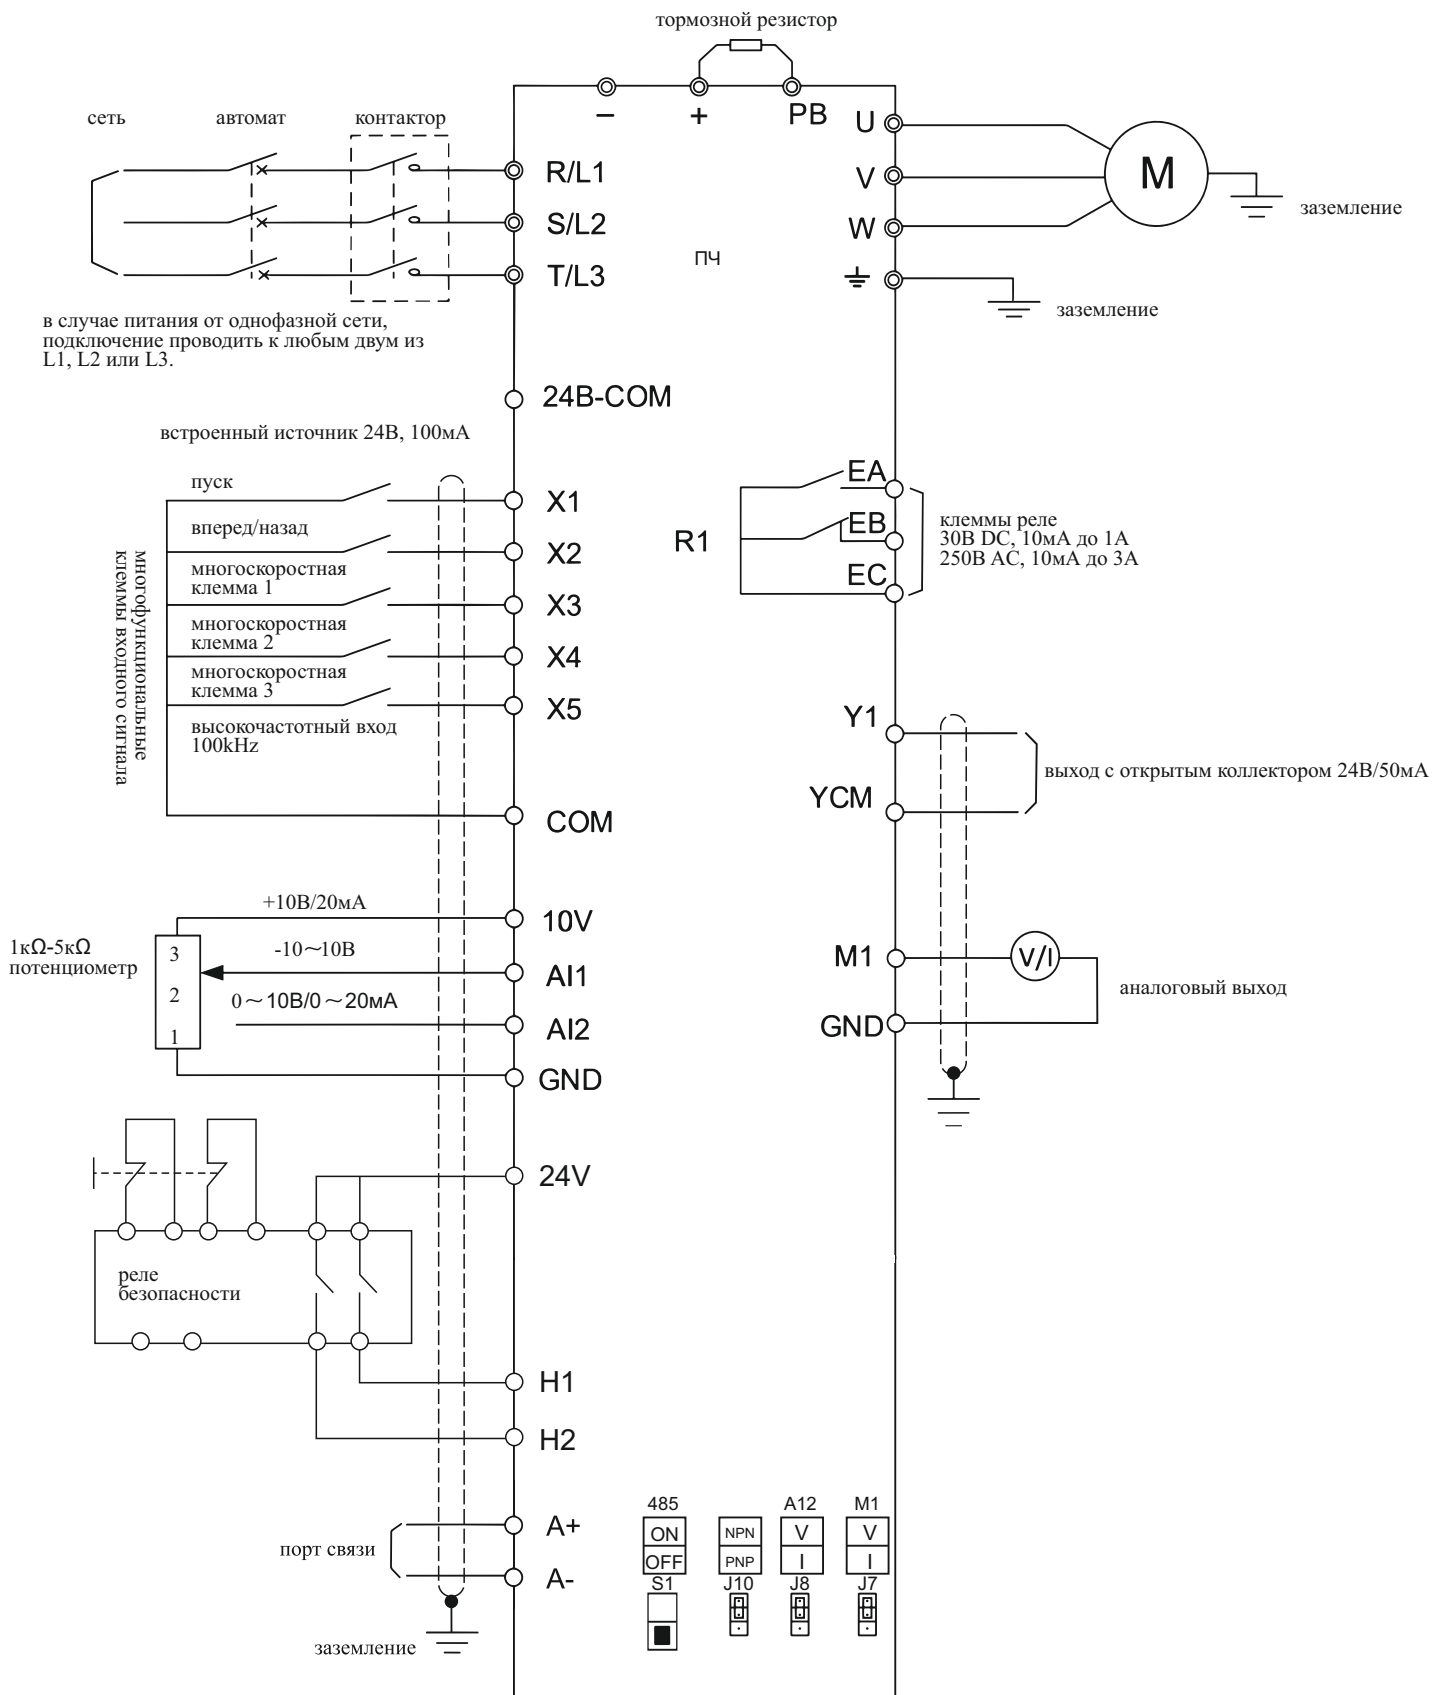 тормозной резистор
сеть
автомат
контактор
−
+
PB
R/L1
S/L2
T/L3
U
V
W
M
ПЧ
заземление
заземление
в случае питания от однофазной сети,
подключение проводить к любым двум из
L1, L2 или L3.
24В-COM
встроенный источник 24В, 100мА
многофункциональные
клеммы входного сигнала
пуск
X1
вперед/назад
X2
многоскоростная
клемма 1
X3
многоскоростная
клемма 2
X4
многоскоростная
клемма 3
X5
высокочастотный вход
100kHz
COM
R1
EA
EB
EC
клеммы реле
30В DC, 10мА до 1А
250В AC, 10мА до 3А
Y1
YCM
выход с открытым коллектором 24В/50мА
+10В/20мА
10V
1кΩ-5кΩ
потенциометр
3
2
1
-10～10В
AI1
0～10В/0～20мА
AI2
GND
M1
V/I
GND
аналоговый выход
24V
реле
безопасности
H1
H2
порт связи
A+
A-
заземление
485
ON
OFF
S1
NPN
PNP
J10
A12
V
I
J8
M1
V
I
J7